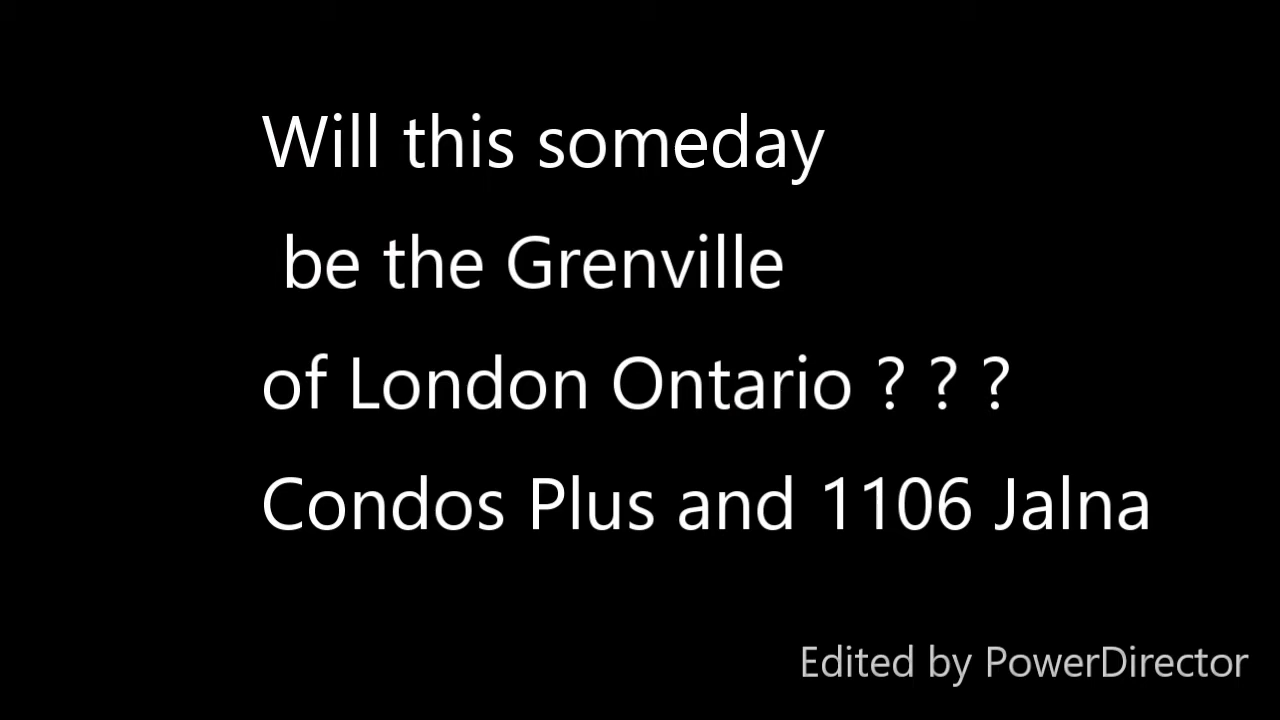 Will this someday
be the Grenville
of London Ontario ? ? ?
Condos Plus and 1106 Jalna
Edited by PowerDirector